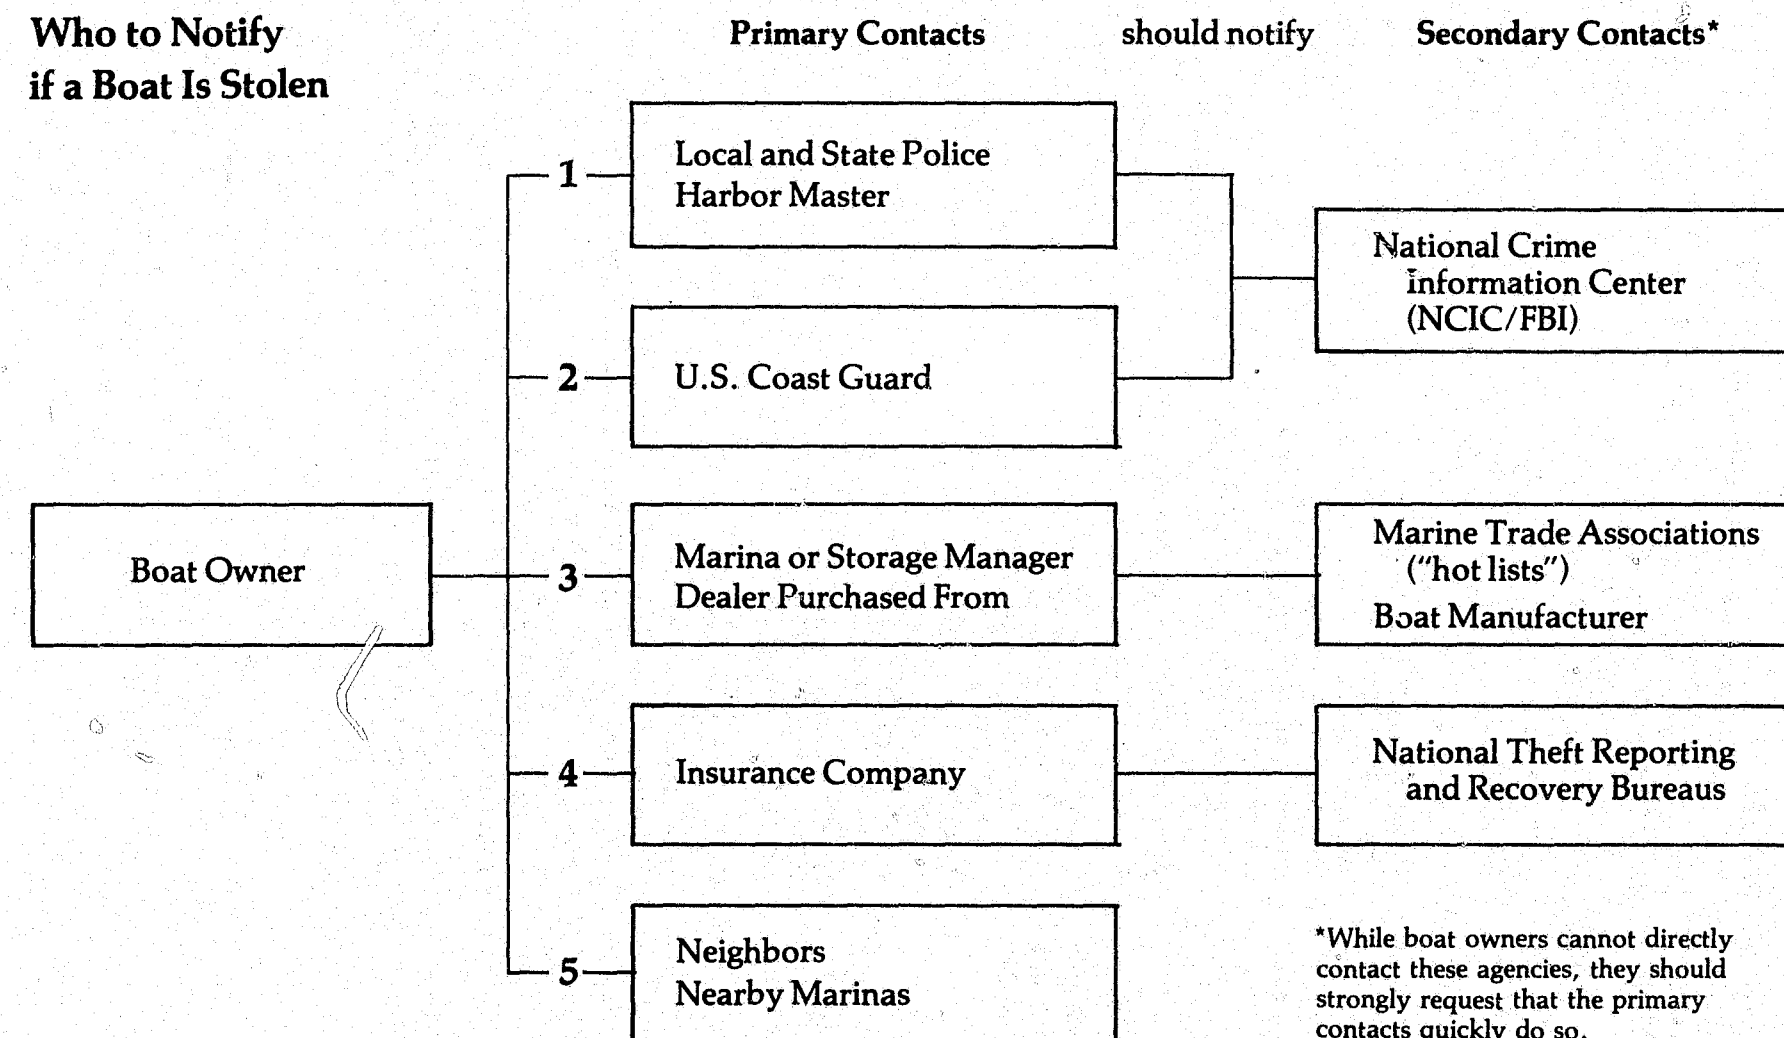 Who to Notify
if a Boat Is Stolen
Primary Contacts should notify Secondary Contacts*
1
Local and State Police
Harbor Master
National Crime
Information Center
(NCIC/FBI)
2
U.S. Coast Guard
Boat Owner
3
Marina or Storage Manager
Dealer Purchased From
Marine Trade Associations
("hot lists")
Boat Manufacturer
4
Insurance Company
National Theft Reporting
and Recovery Bureaus
5
Neighbors
Nearby Marinas
*While boat owners cannot directly
contact these agencies, they should
strongly request that the primary
contacts quickly do so.